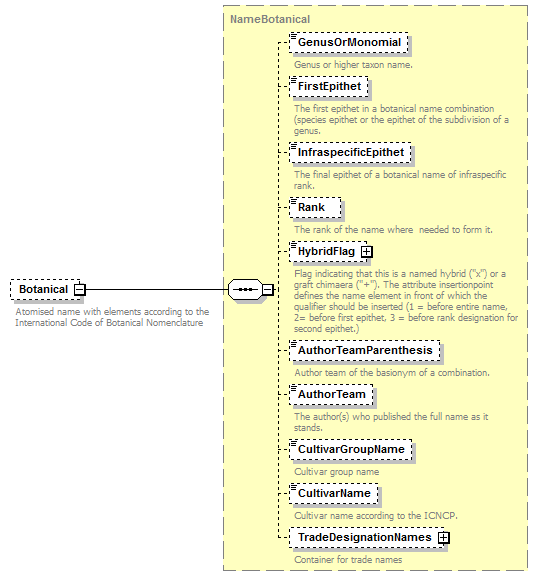 NameBotanical
GenusOrMonomial
Genus or higher taxon name.
FirstEpithet
The first epithet in a botanical name combination
(species epithet or the epithet of the subdivision of a
genus.
InfraspecificEpithet
The final epithet of a botanical name of infraspecific
rank.
Rank
The rank of the name where needed to form it.
HybridFlag
Flag indicating that this is a named hybrid ("x") or a
graft chimaera ("+"). The attribute insertionpoint
defines the name element in front of which the
qualifier should be inserted (1 = before entire name,
2= before first epithet, 3 = before rank designation for
second epithet.)
Botanical
Atomised name with elements according to the
International Code of Botanical Nomenclature
AuthorTeamParenthesis
Author team of the basionym of a combination.
AuthorTeam
The author(s) who published the full name as it
stands.
CultivarGroupName
Cultivar group name
CultivarName
Cultivar name according to the ICNCP.
TradeDesignationNames
Container for trade names